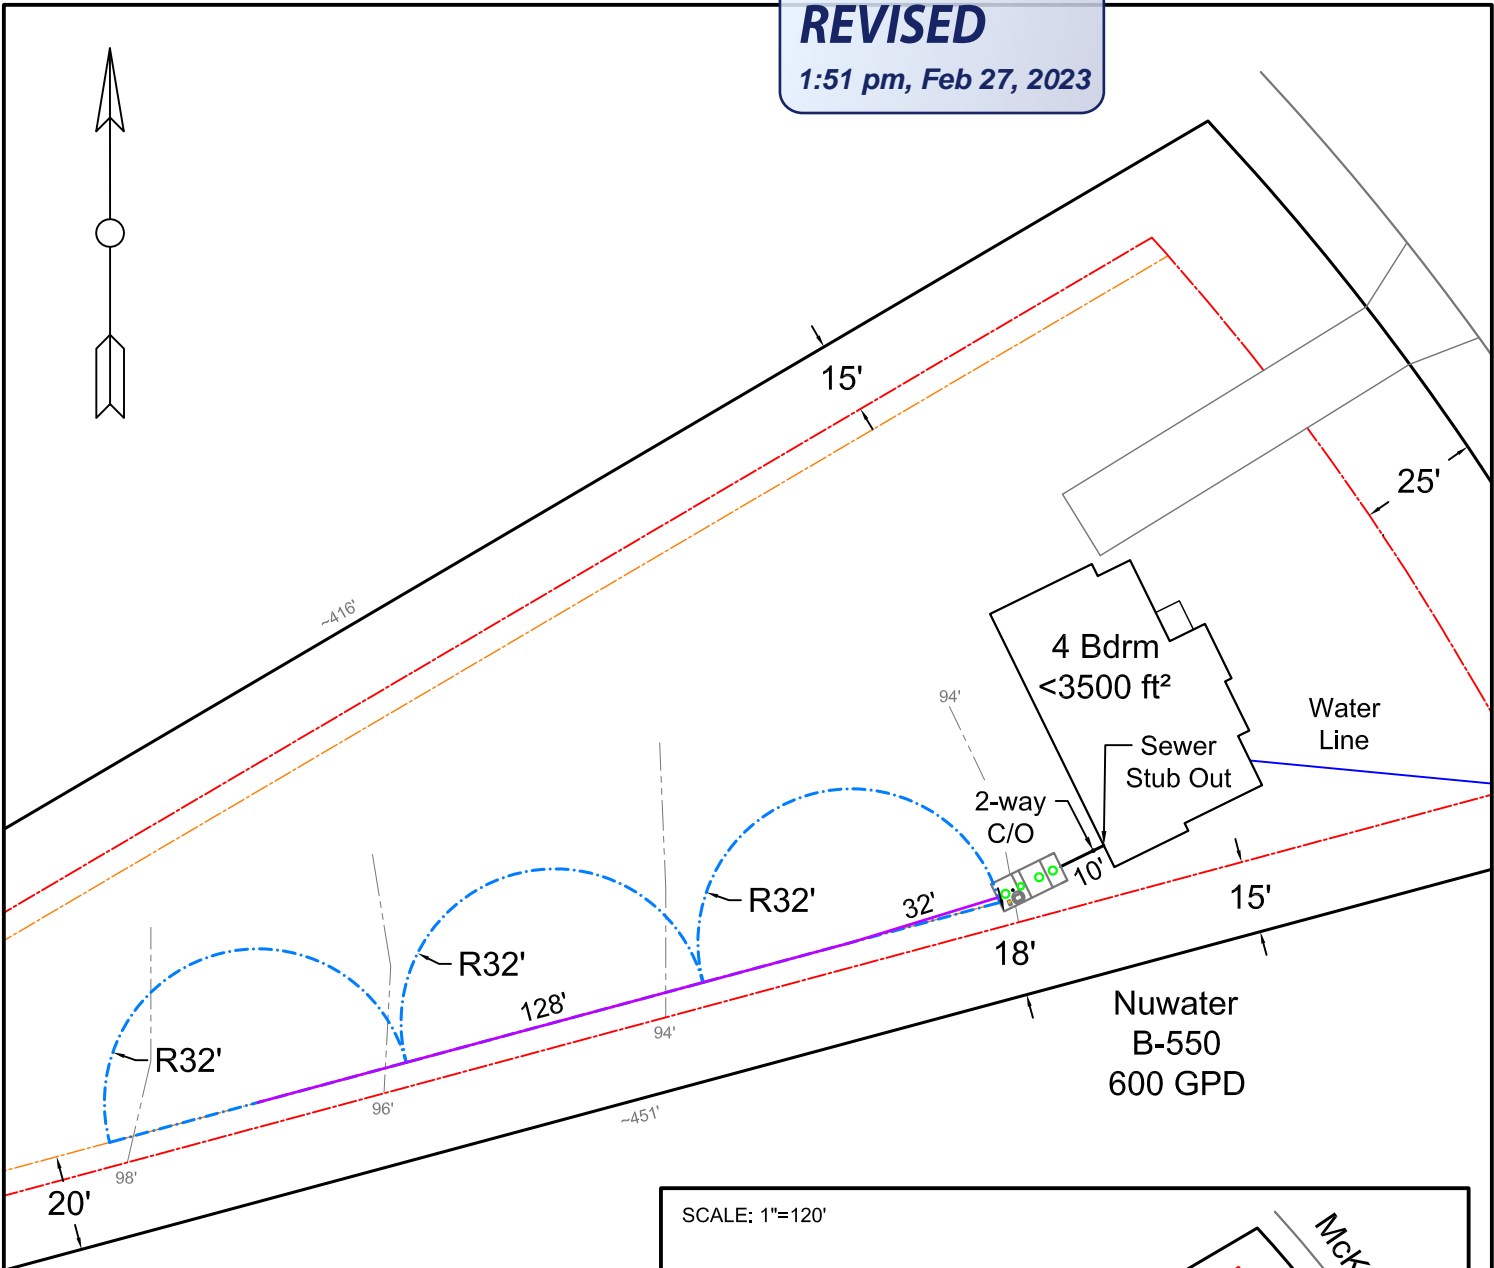 REVISED
1:51 pm, Feb 27, 2023
15'
25'
~416'
4 Bdrm
<3500 ft²
94'
Water
Line
Sewer
Stub Out
2-way
C/O
10'
R32'
32'
15'
R32'
18'
128'
Nuwater
B-550
600 GPD
94'
R32'
96'
~451'
98'
20'
SCALE: 1"=120'